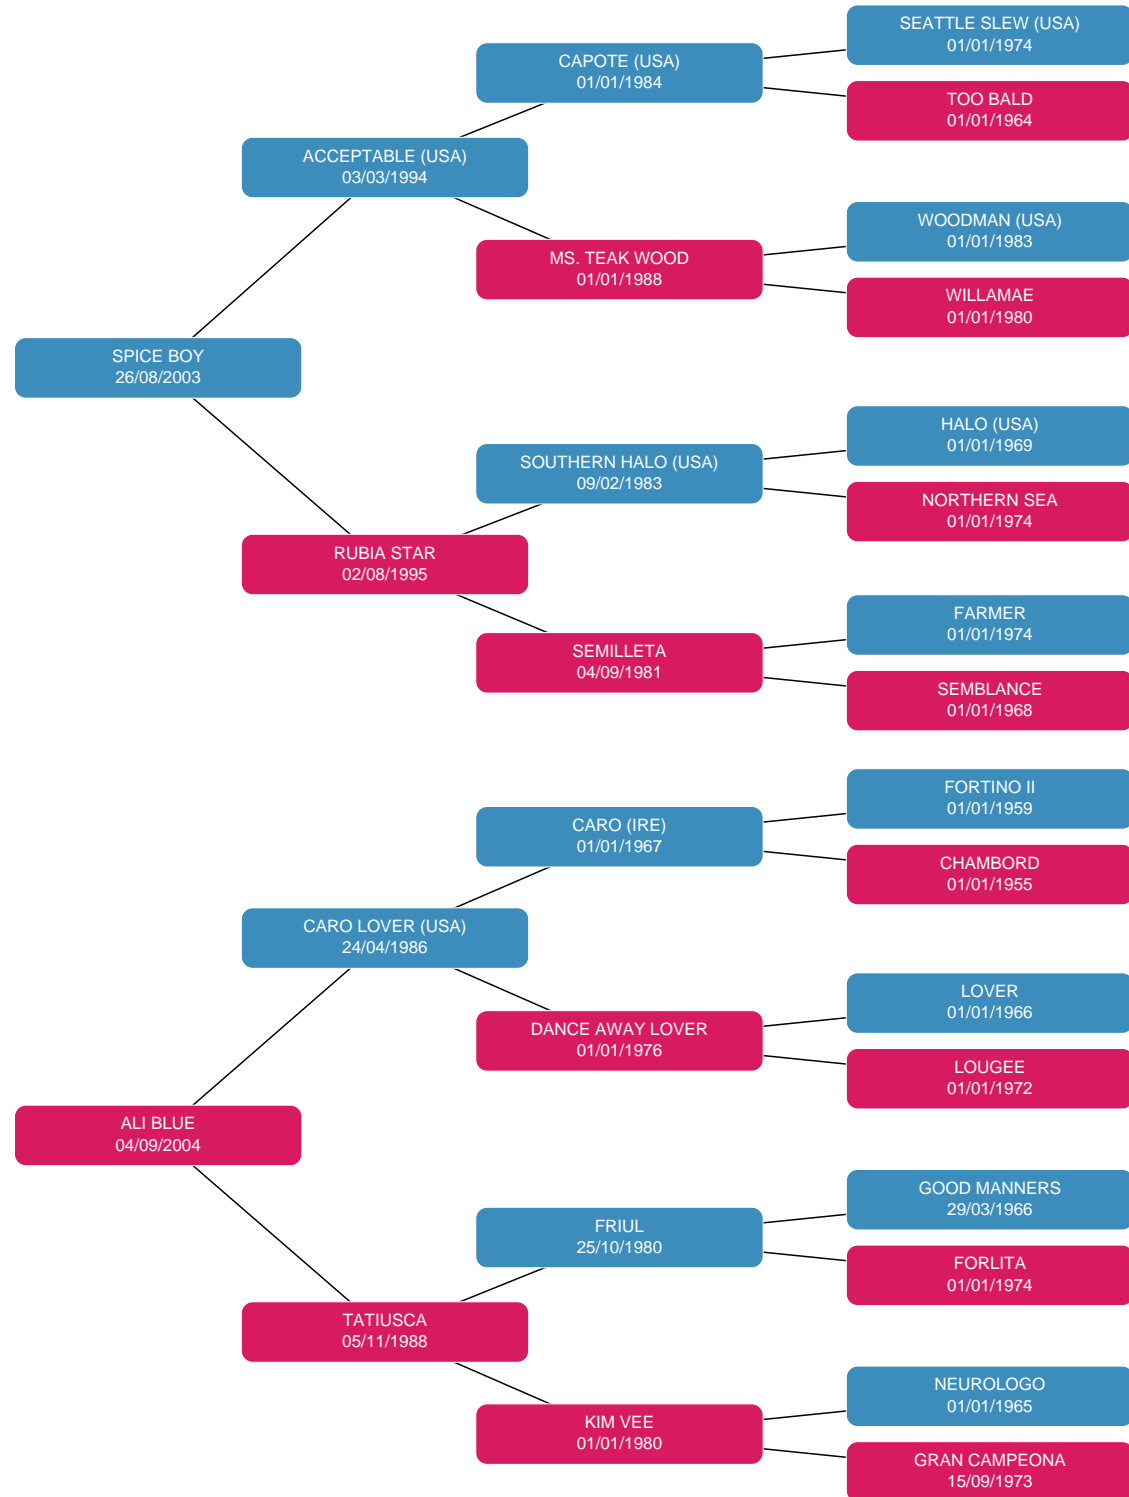 SEATTLE SLEW (USA)
01/01/1974
CAPOTE (USA)
01/01/1984
TOO BALD
01/01/1964
ACCEPTABLE (USA)
03/03/1994
WOODMAN (USA)
01/01/1983
MS. TEAK WOOD
01/01/1988
WILLAMAE
01/01/1980
SPICE BOY
26/08/2003
HALO (USA)
01/01/1969
SOUTHERN HALO (USA)
09/02/1983
NORTHERN SEA
01/01/1974
RUBIA STAR
02/08/1995
FARMER
01/01/1974
SEMILLETA
04/09/1981
SEMBLANCE
01/01/1968
FORTINO II
01/01/1959
CARO (IRE)
01/01/1967
CHAMBORD
01/01/1955
CARO LOVER (USA)
24/04/1986
LOVER
01/01/1966
DANCE AWAY LOVER
01/01/1976
LOUGEE
01/01/1972
ALI BLUE
04/09/2004
GOOD MANNERS
29/03/1966
FRIUL
25/10/1980
FORLITA
01/01/1974
TATIUSCA
05/11/1988
NEUROLOGO
01/01/1965
KIM VEE
01/01/1980
GRAN CAMPEONA
15/09/1973